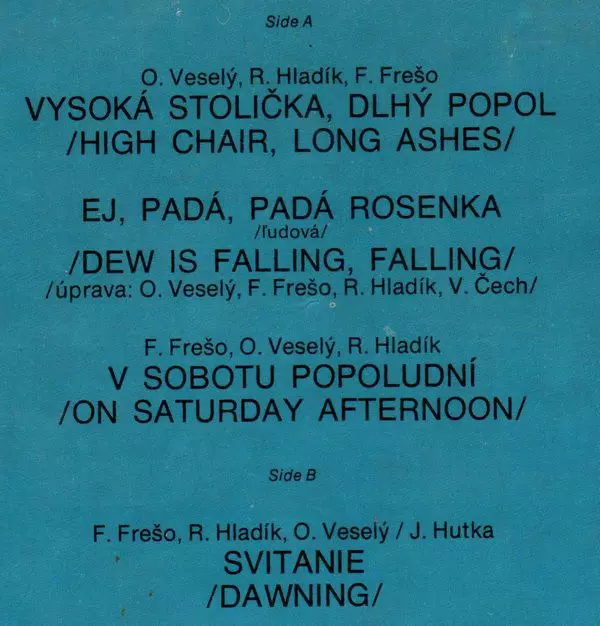 Side A
O. Veselý, R. Hladík, F. Frešo
VYSOKÁ STOLIČKA, DLHÝ POPOL
/HIGH CHAIR, LONG ASHES/
EJ, PADÁ, PADÁ ROSENKA
/ľudová/
/DEW IS FALLING, FALLING/
/úprava: O. Veselý, F. Frešo, R. Hladík, V. Čech/
F. Frešo, O. Veselý, R. Hladík
V SOBOTU POPOLUDNÍ
/ON SATURDAY AFTERNOON/
Side B
F. Frešo, R. Hladík, O. Veselý / J. Hutka
SVITANIE
/DAWNING/